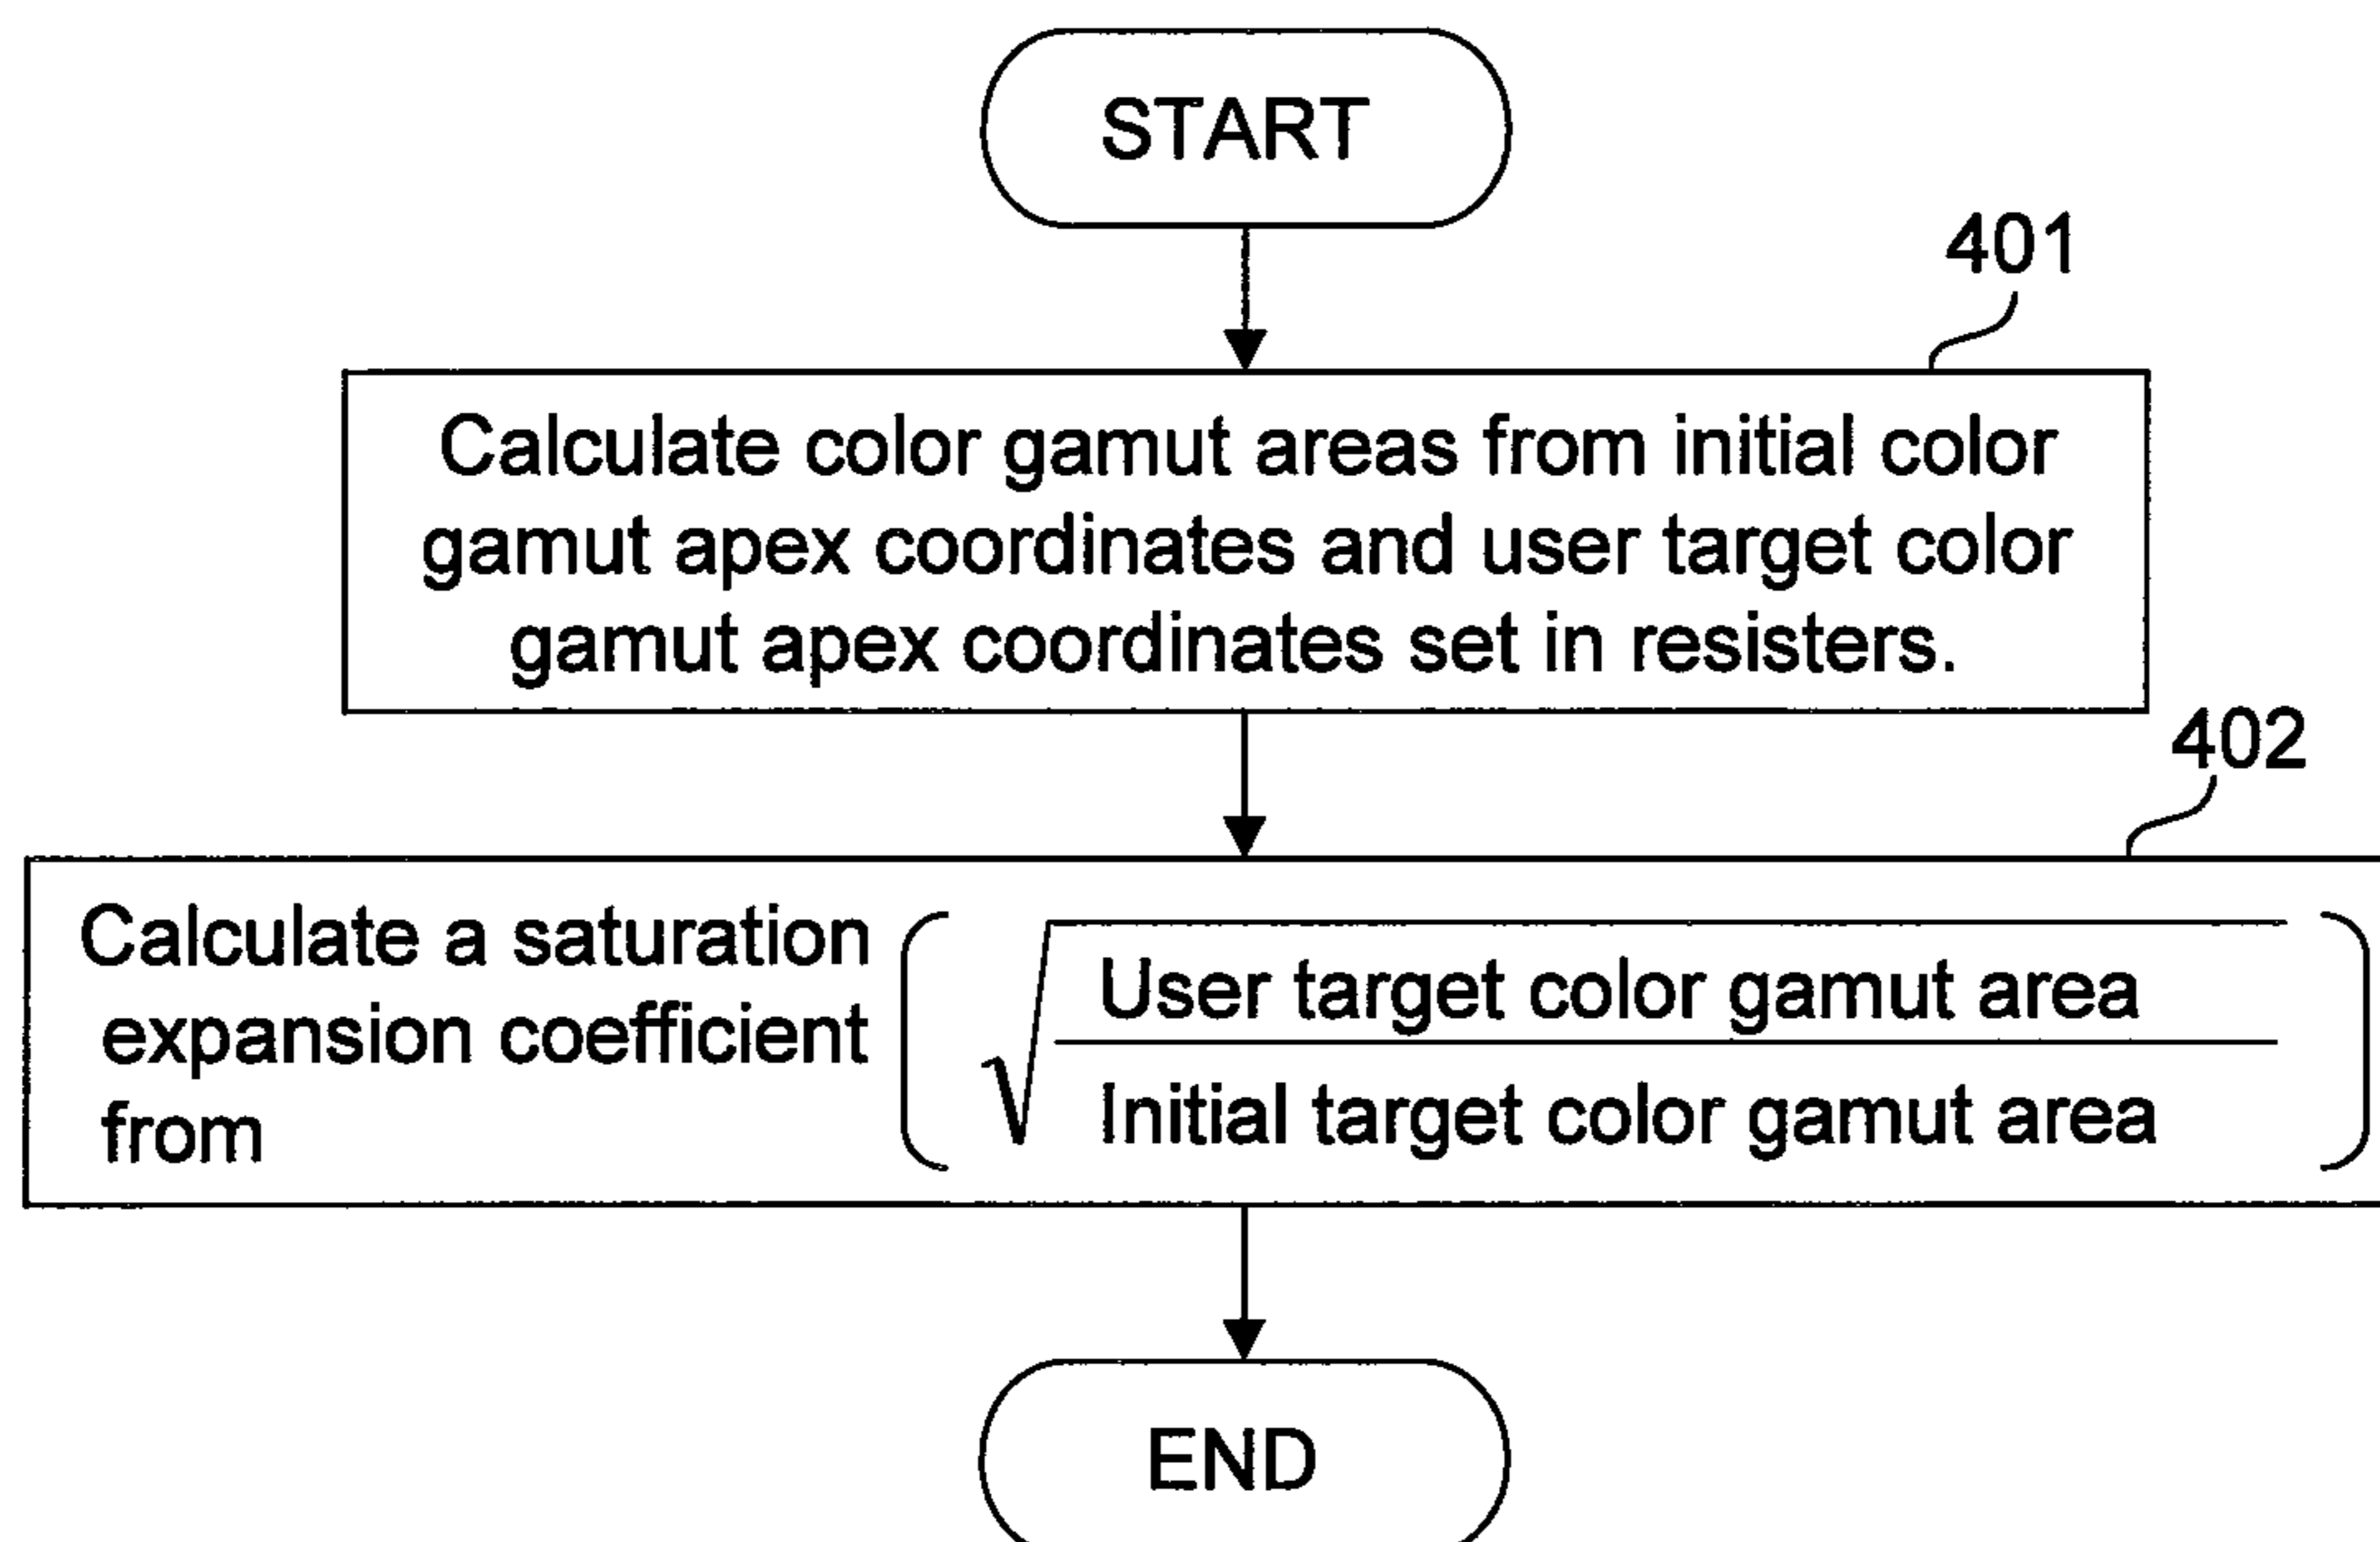 START
401
Calculate color gamut areas from initial color
gamut apex coordinates and user target color
gamut apex coordinates set in resisters.
402
Calculate a saturation
expansion coefficient
from
√
User target color gamut area
Initial target color gamut area
END